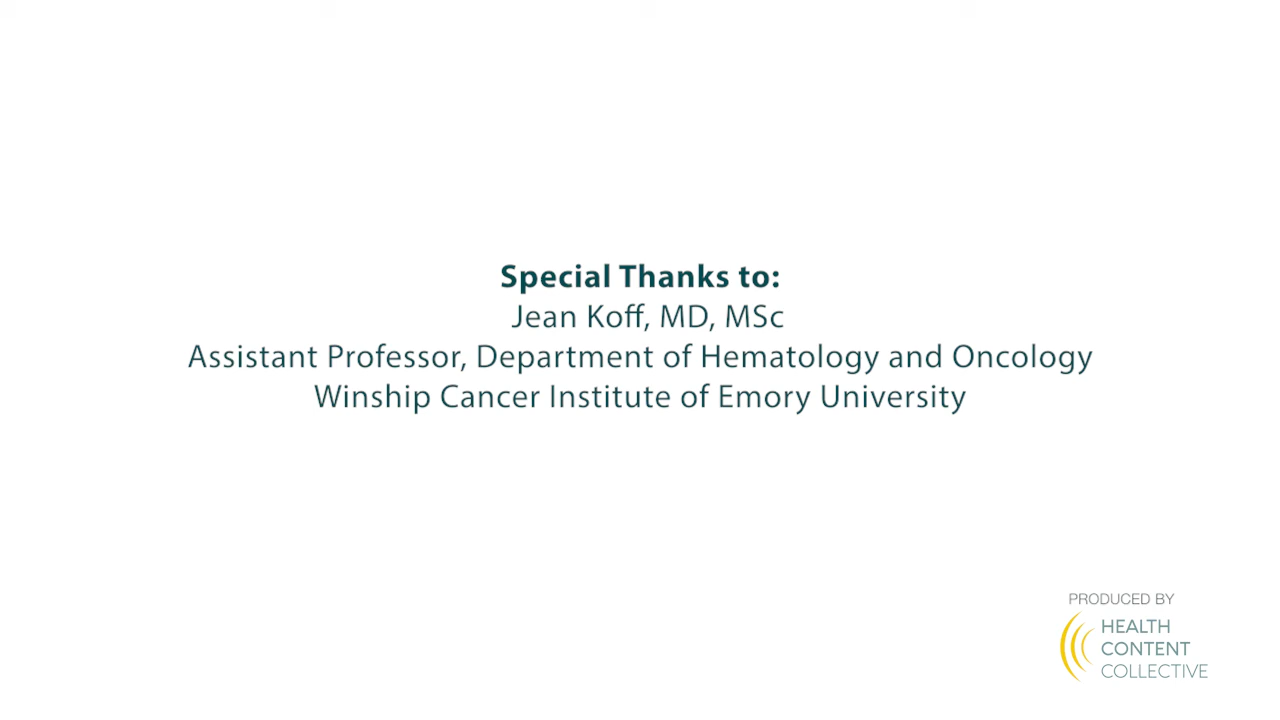 Special Thanks to:
Jean Koff, MD, MSc
Assistant Professor, Department of Hematology and Oncology
Winship Cancer Institute of Emory University
PRODUCED BY
HEALTH
CONTENT
COLLECTIVE